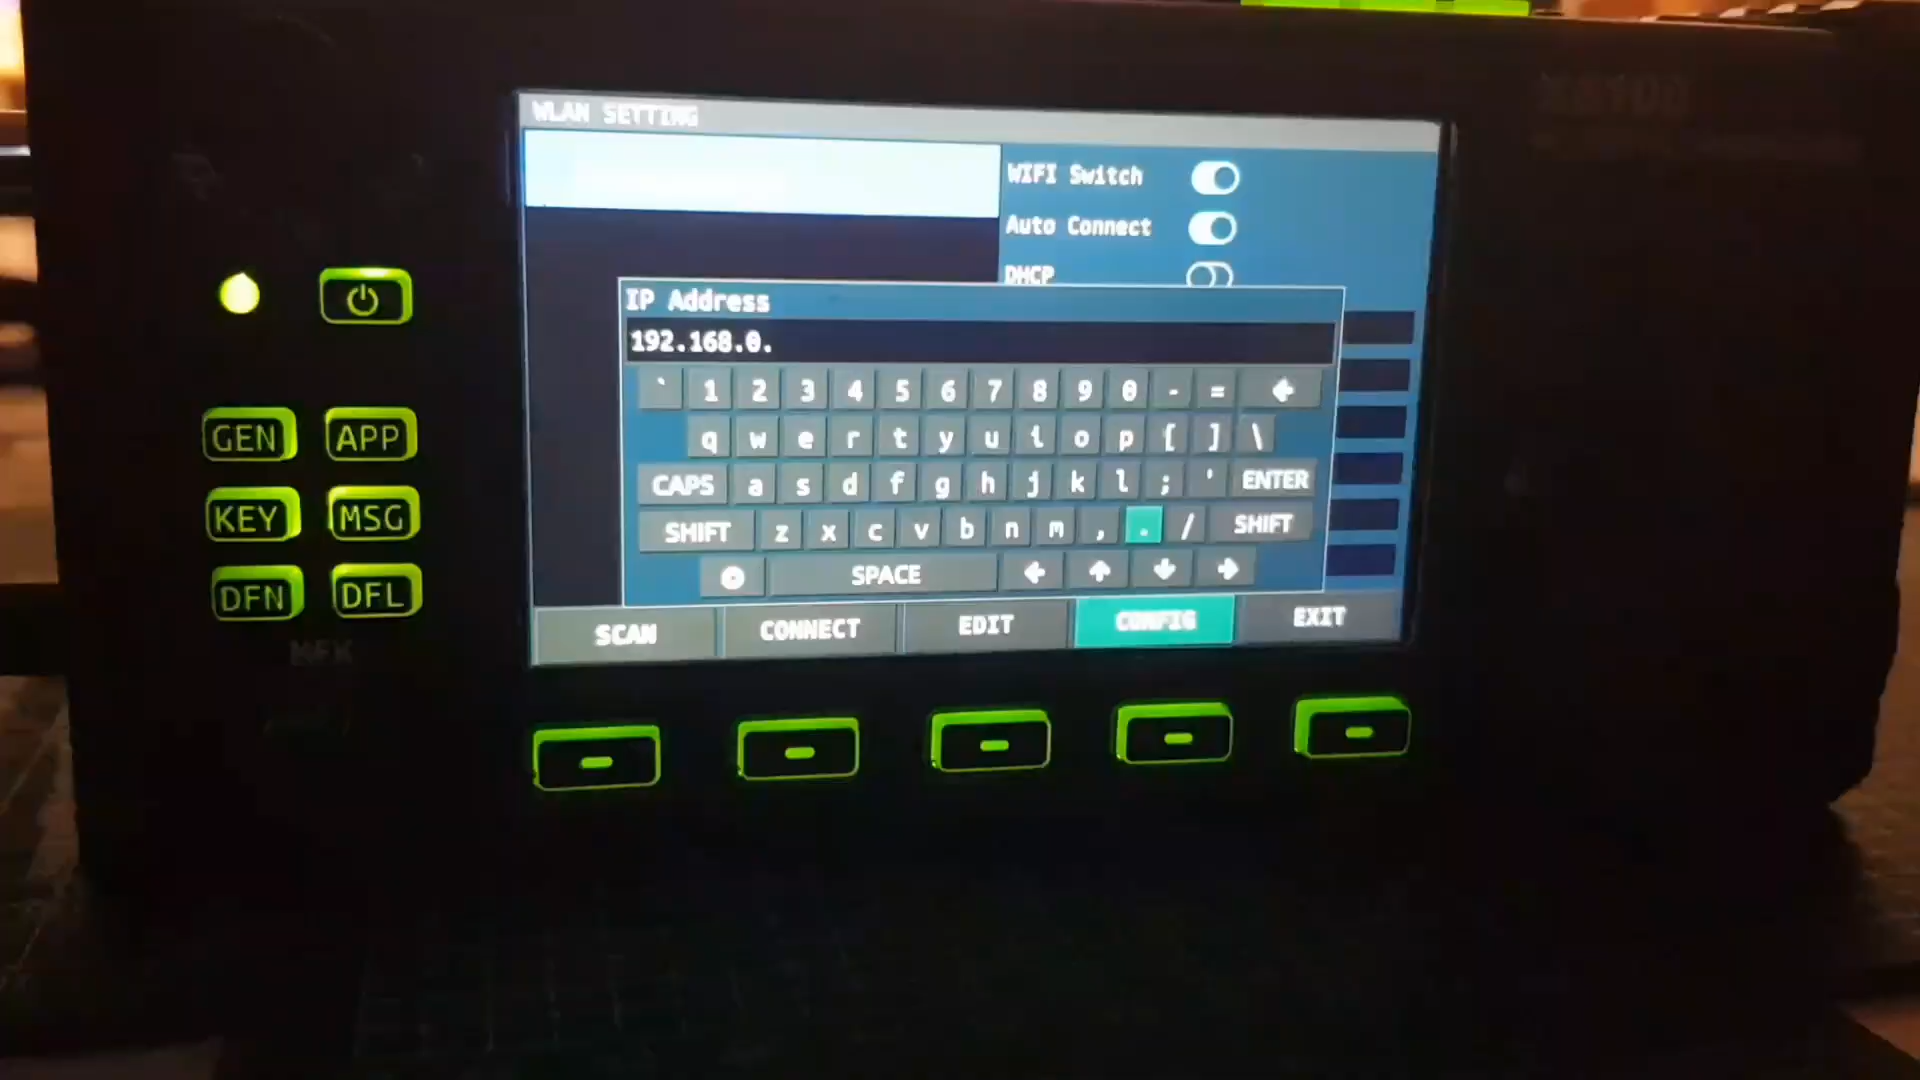 X6100
WLAN SETTING
WIFI Switch
Auto Connect
DHCP
IP Address
192.168.0.
` 1 2 3 4 5 6 7 8 9 0 - = ←
q w e r t y u i o p [ ] \
CAPS a s d f g h j k l ; ' ENTER
SHIFT z x c v b n m , . / SHIFT
SPACE ← ↑ ↓ →
SCAN CONNECT EDIT CONFIG EXIT
GEN APP
KEY MSG
DFN DFL
MFK